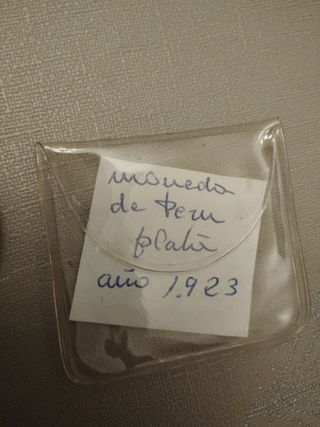 moneda
de Peru
plata
año 1.923